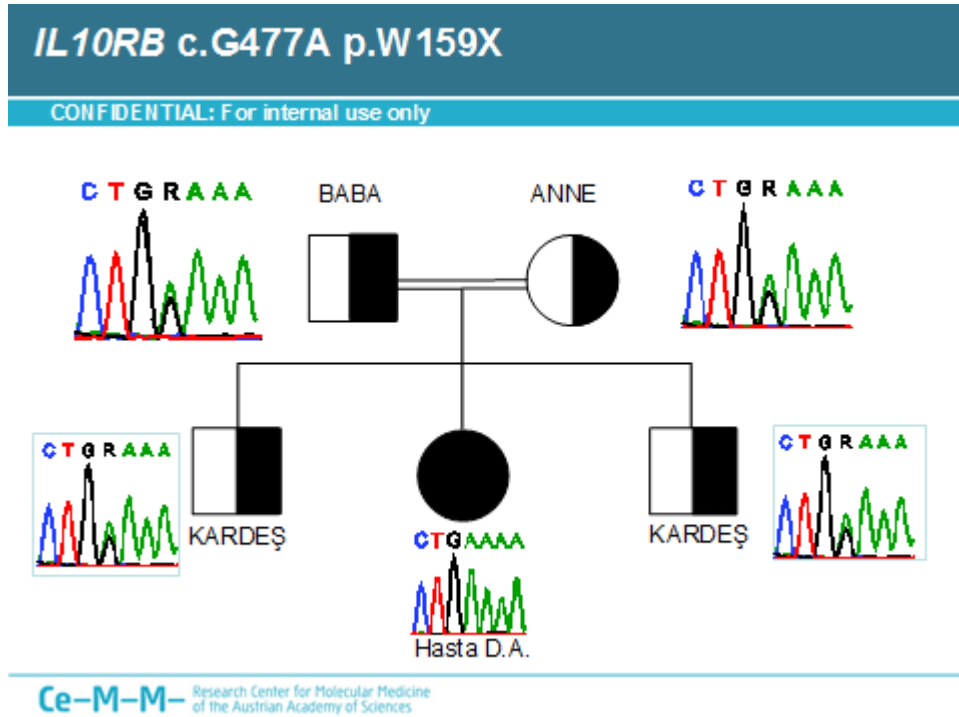 IL10RB c.G477A p.W159X
CONFIDENTIAL: For internal use only
C T G R A A A
BABA
ANNE
C T G R A A A
C T G R A A A
KARDEŞ
C T G A A A A
Hasta D.A.
KARDEŞ
C T G R A A A
Ce-M-M-
Research Center for Molecular Medicine
of the Austrian Academy of Sciences